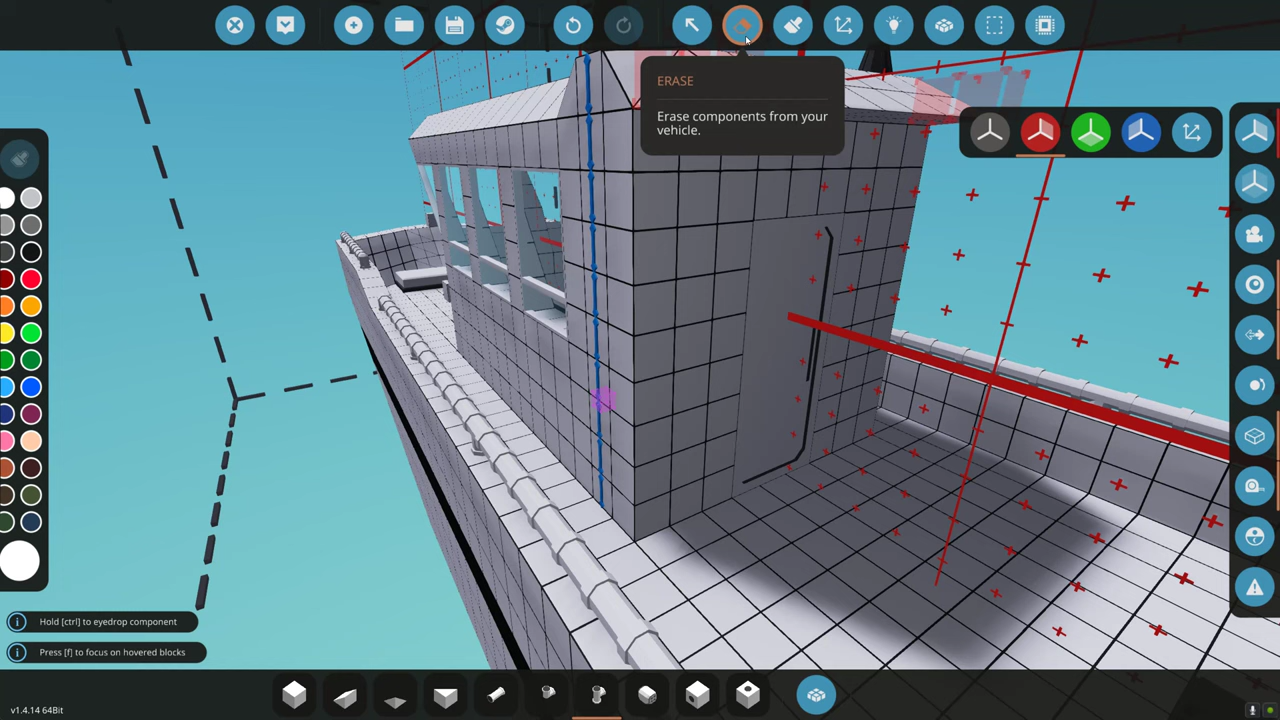 ERASE
Erase components from your
vehicle.
Hold [ctrl] to eyedrop component
Press [f] to focus on hovered blocks
v1.4.14 64Bit